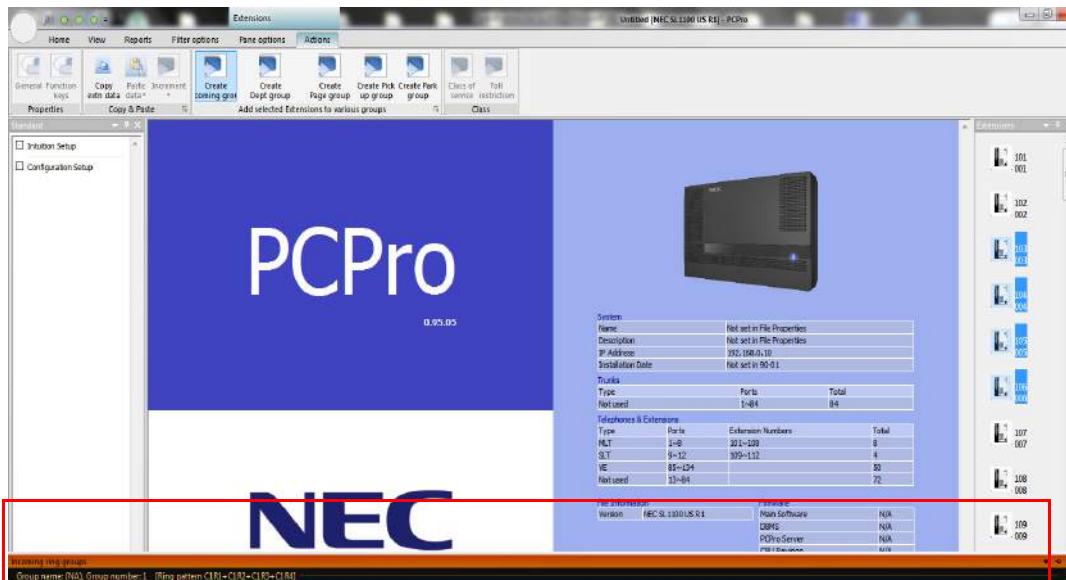 Extensions
Untitled [NEC SL1100 US R1] - PCPro
Home View Reports Filter options Pane options Actions
General Function keys
Copy extn data
Paste data
Increment
Create
Create Dept group
Create Page group
Create Pick up group
Create Park group
Class of service
Toll restriction
Properties
Copy & Paste
Add selected Extensions to various groups
Class
Standard
Extensions
Intuition Setup
Configuration Setup
PCPro
0.95.05
NEC
System
Name Not set in File Properties
Description Not set in File Properties
IP Address 192.168.0.10
Installation Date Not set in 90-01
Trunks
Type Ports Total
Not used 1~84 84
Telephones & Extensions
Type Ports Extension Numbers Total
MLT 1~8 101~108 8
SLT 9~12 109~112 4
VE 85~134 50
Not used 13~84 72
File Information
Firmware
Version NEC SL1100 US R1
Main Software N/A
DBMS N/A
PCPro Server N/A
CPU Revision N/A
101
001
102
002
103
003
104
004
105
005
106
006
107
007
108
008
109
009
Incoming ring groups
Group name: (NA), Group number: 1 [Ring pattern C1R1+C1R2+C1R3+C1R4]